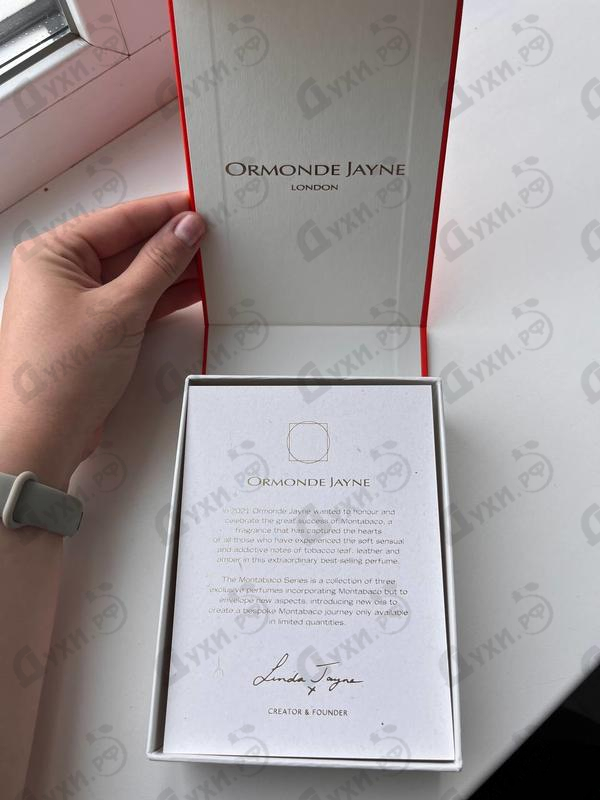 ORMONDE JAYNE
LONDON
ORMONDE JAYNE
In 2021, Ormonde Jayne wanted to honour and
celebrate the great success of Montabaco, a
fragrance that has captured the hearts
of all those who have experienced the soft sensual
and addictive notes of tobacco leaf, leather and
amber in this extraordinary best-selling perfume.
The Montabaco Series is a collection of three
exclusive perfumes incorporating Montabaco but to
envelope new aspects, introducing new oils to
create a bespoke Montabaco journey only available
in limited quantities.
Linda Jayne
x
CREATOR & FOUNDER
Духи.рф